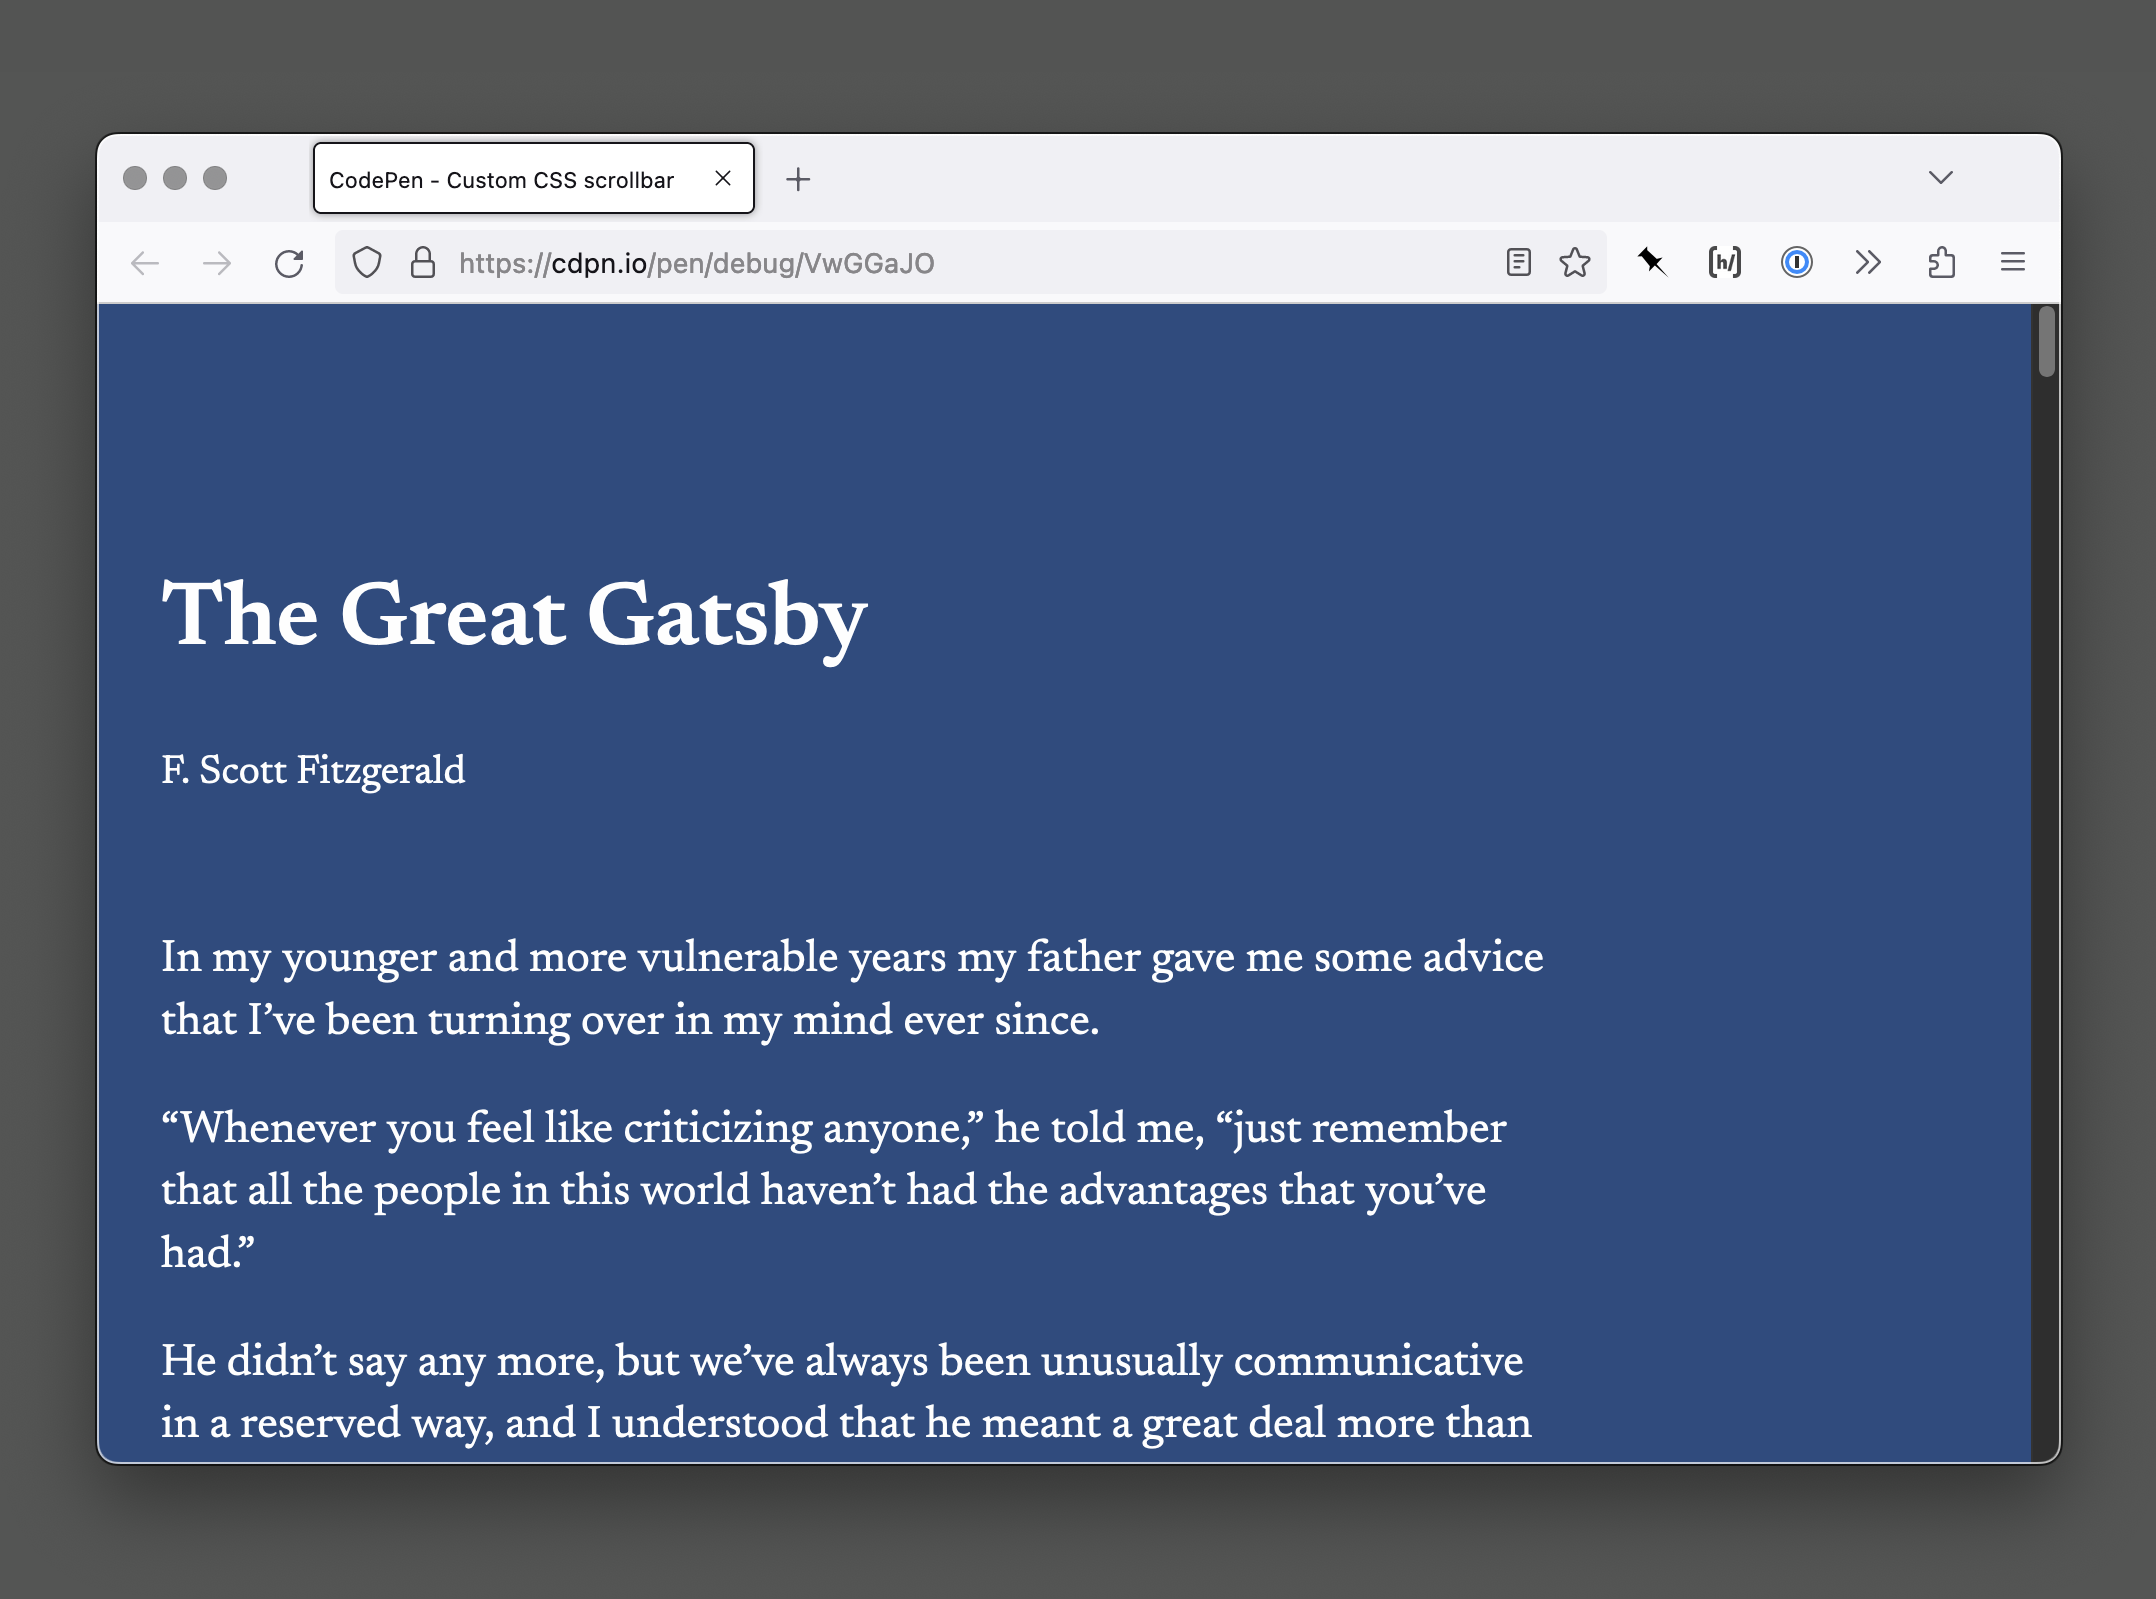 CodePen - Custom CSS scrollbar
https://cdpn.io/pen/debug/VwGGaJO
[h/]
The Great Gatsby
F. Scott Fitzgerald
In my younger and more vulnerable years my father gave me some advice
that I’ve been turning over in my mind ever since.
“Whenever you feel like criticizing anyone,” he told me, “just remember
that all the people in this world haven’t had the advantages that you’ve
had.”
He didn’t say any more, but we’ve always been unusually communicative
in a reserved way, and I understood that he meant a great deal more than